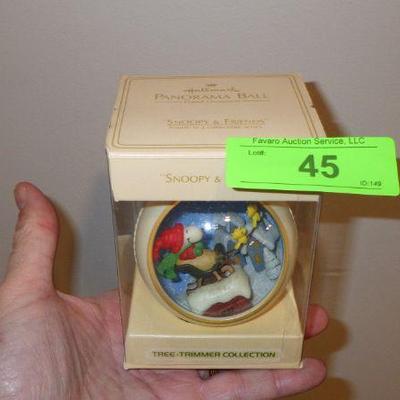 Hallmark
PANORAMA BALL
"SNOOPY & FRIENDS"
"SNOOPY &
Favaro Auction Service, LLC
Lot#:
45
ID:149
TREE-TRIMMER COLLECTION